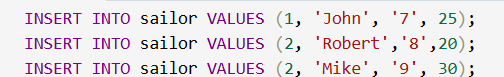 INSERT INTO sailor VALUES (1, 'John', '7', 25);
INSERT INTO sailor VALUES (2, 'Robert','8',20);
INSERT INTO sailor VALUES (2, 'Mike', '9', 30);